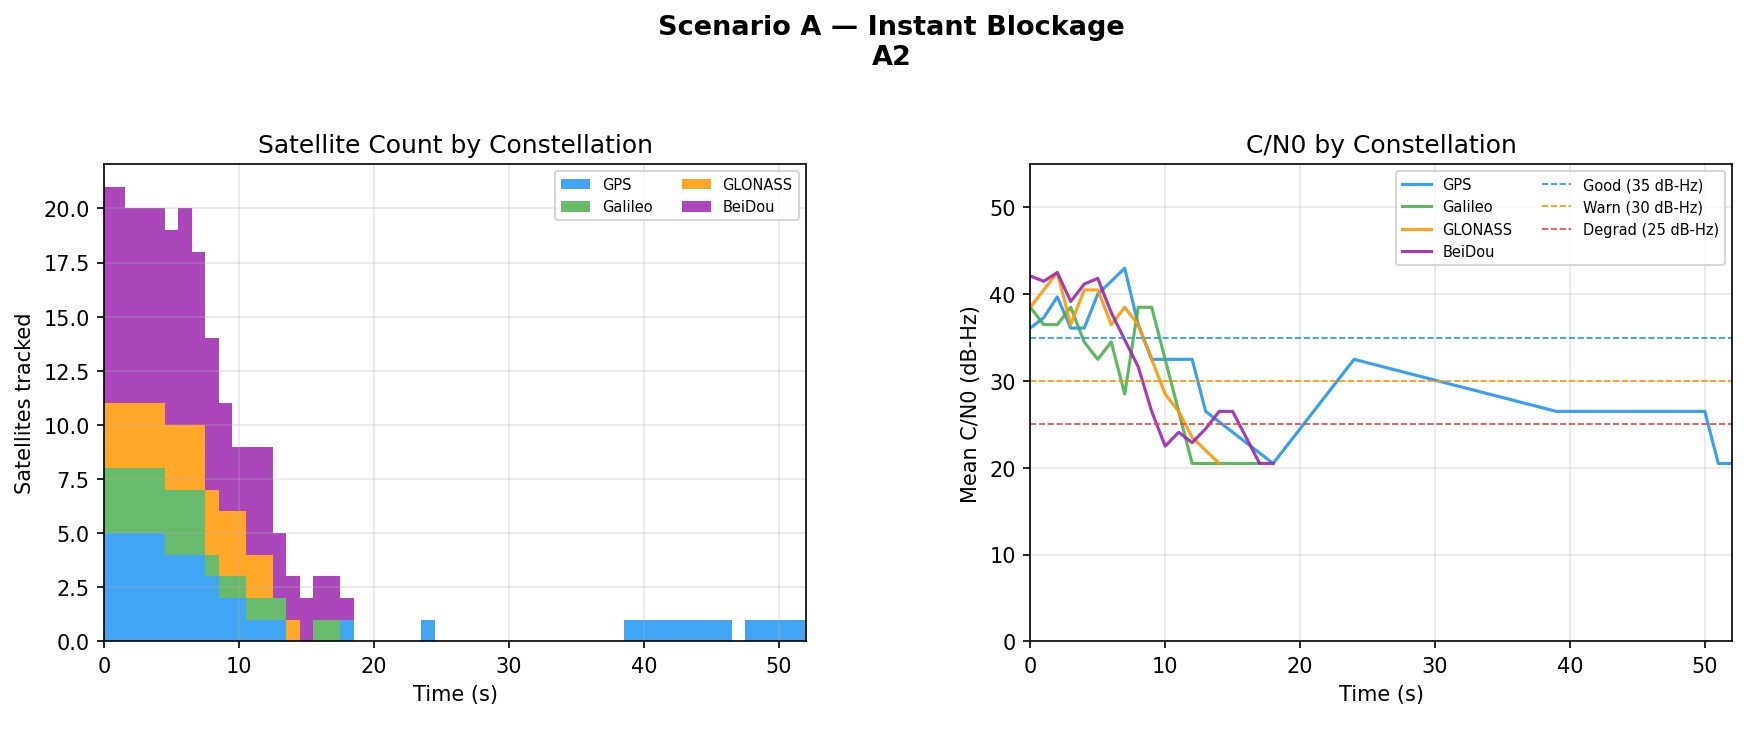 Scenario A — Instant Blockage
A2
Satellite Count by Constellation
Satellites tracked
20.0
17.5
15.0
12.5
10.0
7.5
5.0
2.5
0.0
GPS
Galileo
GLONASS
BeiDou
0 10 20 30 40 50
Time (s)
C/N0 by Constellation
Mean C/N0 (dB-Hz)
50
40
30
20
10
0
GPS
Galileo
GLONASS
BeiDou
Good (35 dB-Hz)
Warn (30 dB-Hz)
Degrad (25 dB-Hz)
0 10 20 30 40 50
Time (s)